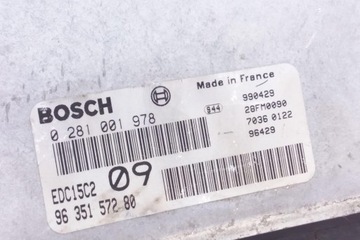 Made in France
BOSCH
990429
S44
28FM0090
0 281 001 978
7036 0122
96429
EDC15C2
09
96 351 572 80